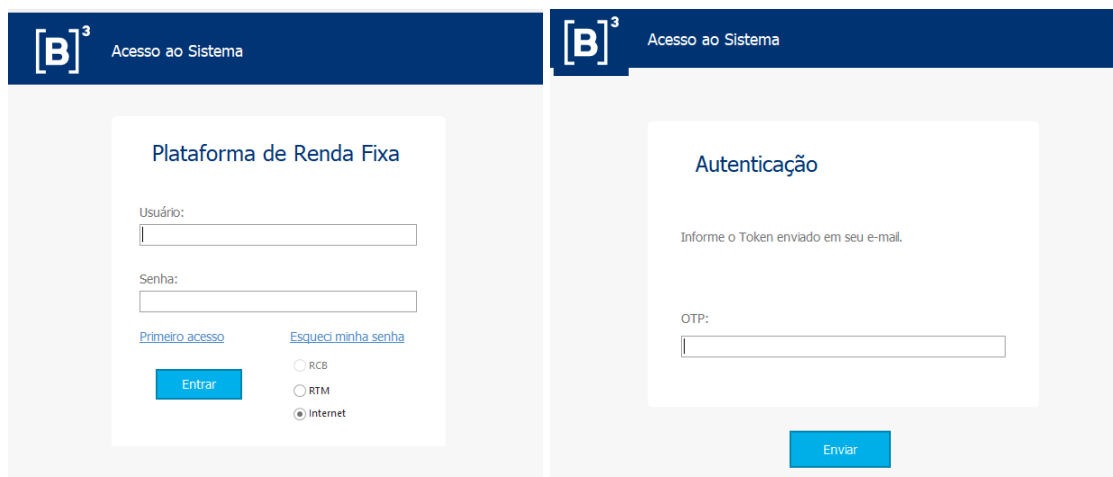 [B]³
Acesso ao Sistema
Plataforma de Renda Fixa
Usuário:
Senha:
Primeiro acesso
Esqueci minha senha
RCB
Entrar
RTM
Internet
[B]³
Acesso ao Sistema
Autenticação
Informe o Token enviado em seu e-mail.
OTP:
Enviar